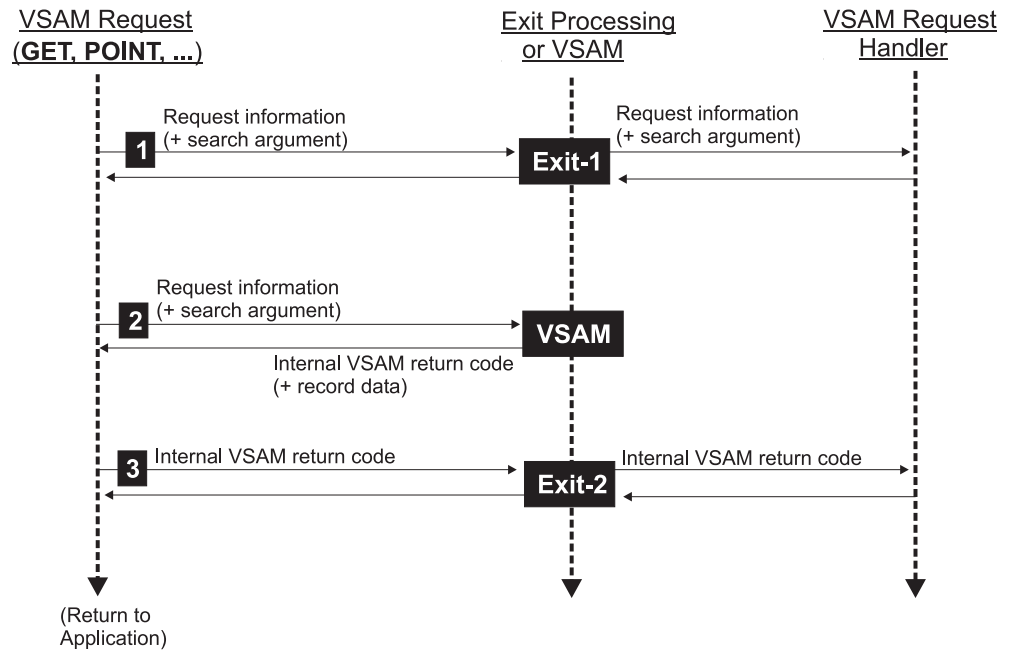 VSAM Request
(GET, POINT, ...)
Exit Processing
or VSAM
VSAM Request
Handler
Request information
(+ search argument)
1
Exit-1
Request information
(+ search argument)
Request information
(+ search argument)
2
VSAM
Internal VSAM return code
(+ record data)
3
Internal VSAM return code
Exit-2
Internal VSAM return code
(Return to
Application)